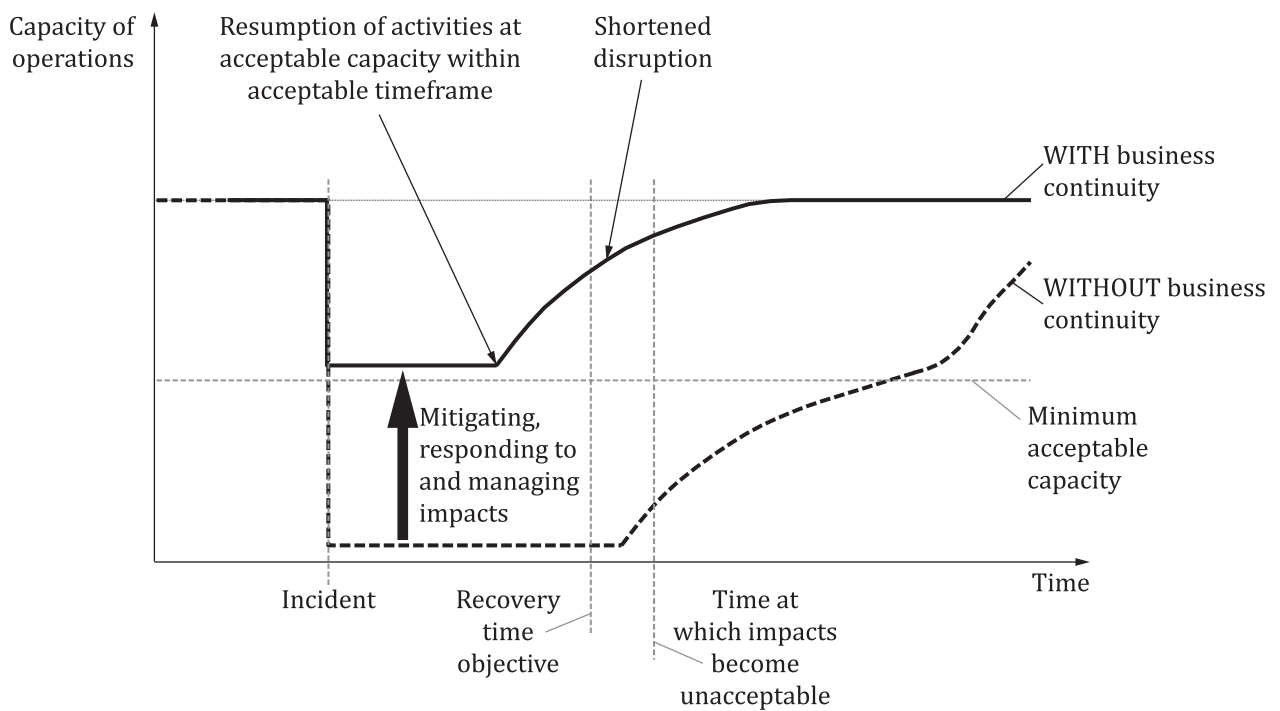 Capacity of
operations
Resumption of activities at
acceptable capacity within
acceptable timeframe
Shortened
disruption
WITH business
continuity
WITHOUT business
continuity
Minimum
acceptable
capacity
Mitigating,
responding to
and managing
impacts
Time
Incident
Recovery
time
objective
Time at
which impacts
become
unacceptable